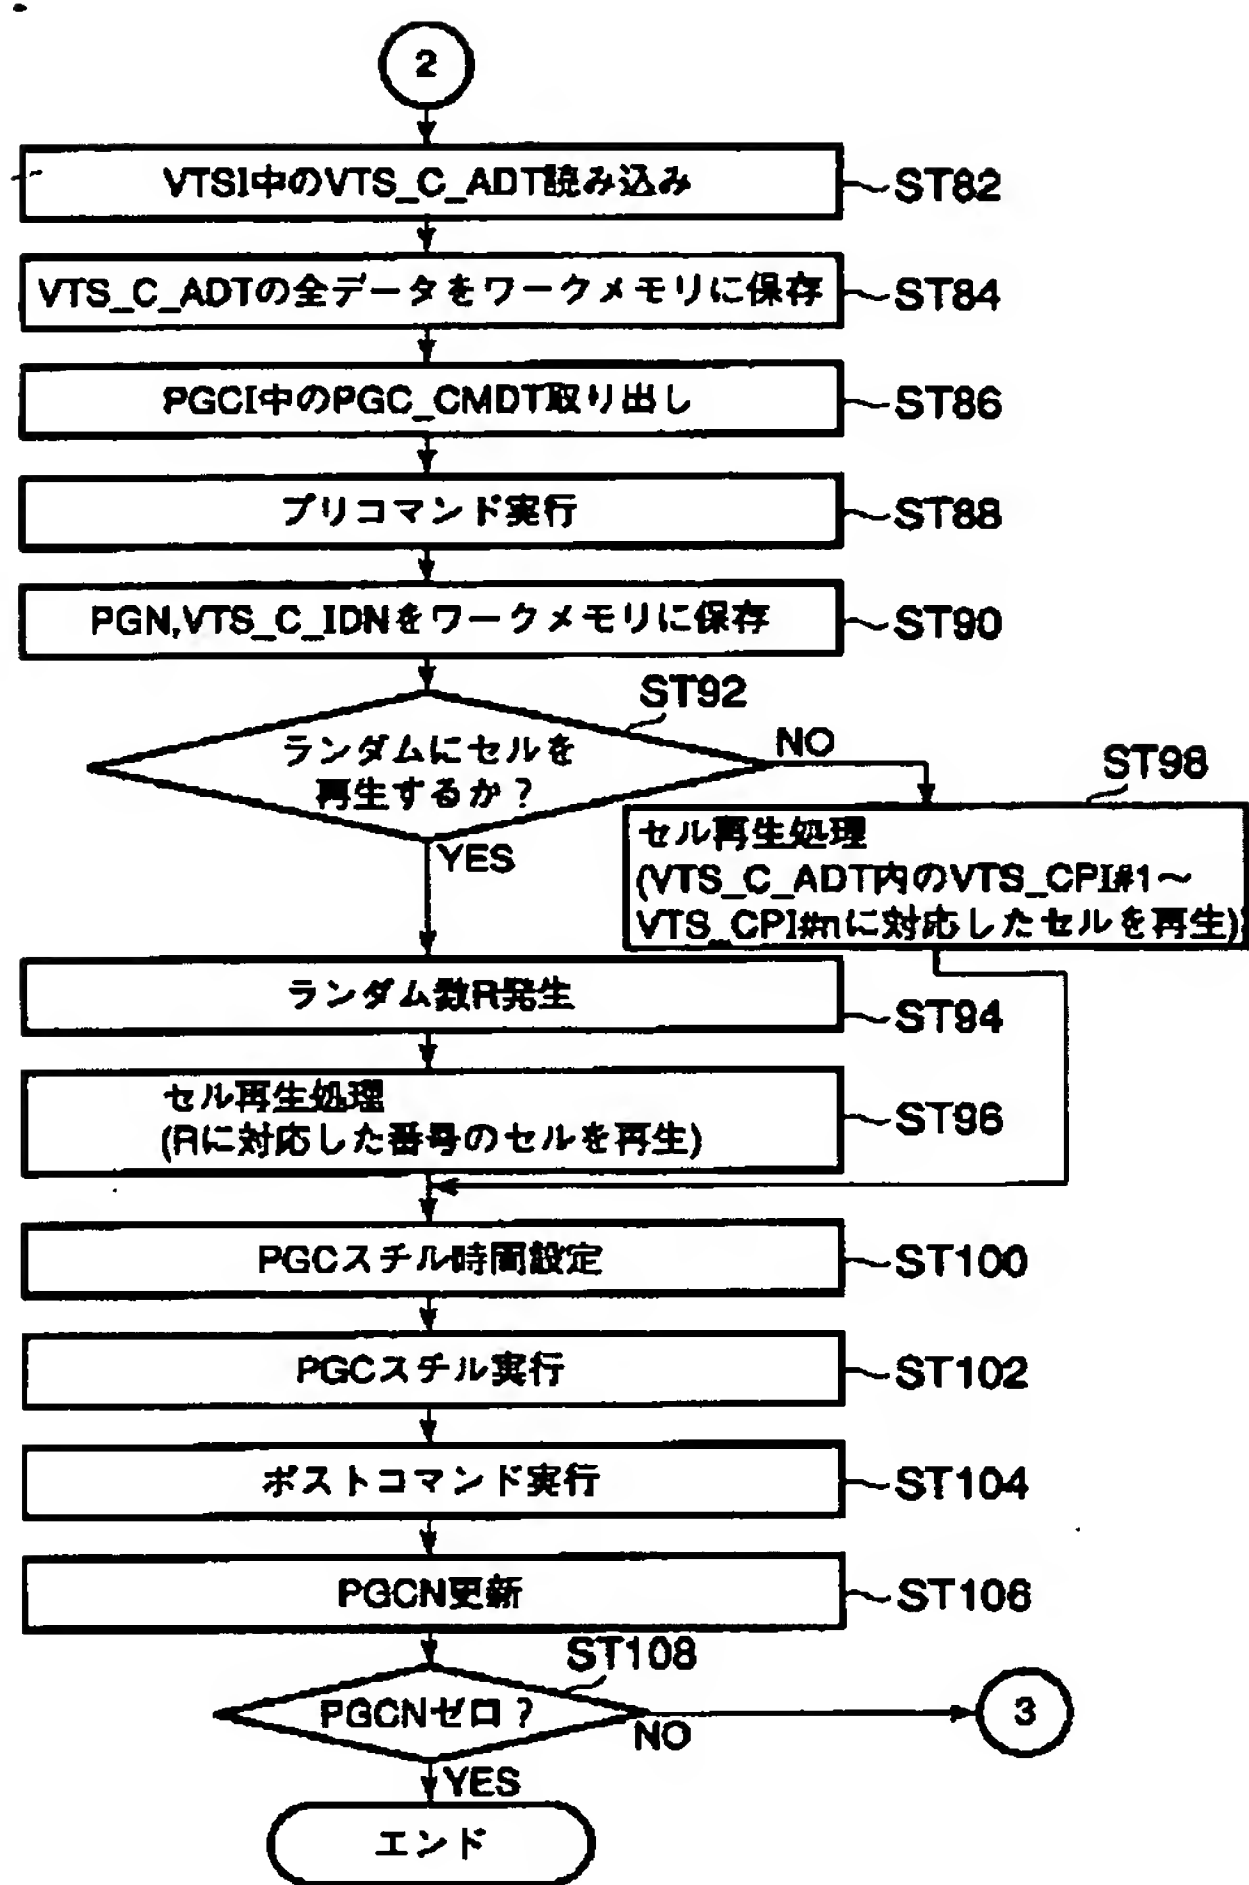 2
VTSI中のVTS_C_ADT読み込み
ST82
VTS_C_ADTの全データをワークメモリに保存
ST84
PGCI中のPGC_CMDT取り出し
ST86
プリコマンド実行
ST88
PGN,VTS_C_IDNをワークメモリに保存
ST90
ST92
ランダムにセルを
再生するか?
NO
YES
ST98
セル再生処理
(VTS_C_ADT内のVTS_CPI#1〜
VTS_CPI#nに対応したセルを再生)
ランダム数R発生
ST94
セル再生処理
(Rに対応した番号のセルを再生)
ST96
PGCスチル時間設定
ST100
PGCスチル実行
ST102
ポストコマンド実行
ST104
PGCN更新
ST106
ST108
PGCNゼロ?
NO
3
YES
エンド